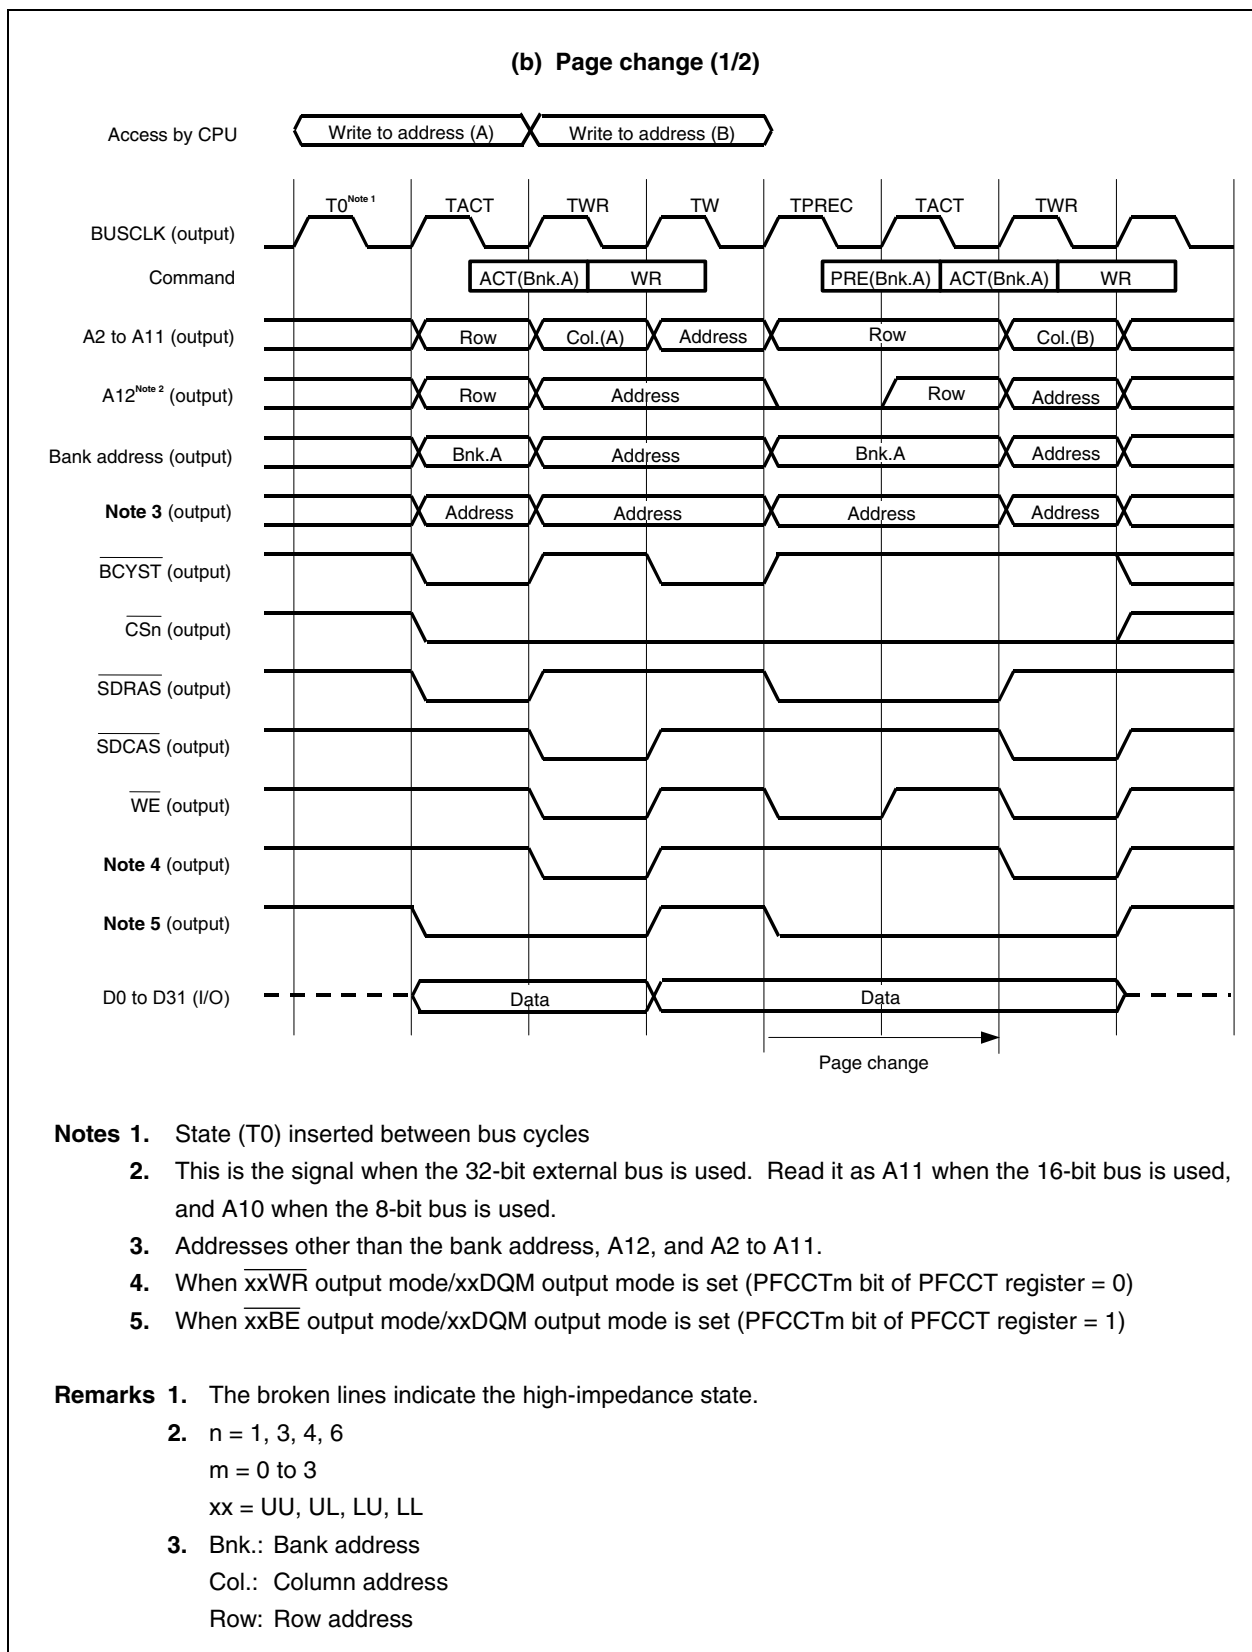 (b) Page change (1/2)
Access by CPU
Write to address (A)
Write to address (B)
T0Note 1
TACT
TWR
TW
TPREC
TACT
TWR
BUSCLK (output)
Command
ACT(Bnk.A)
WR
PRE(Bnk.A)
ACT(Bnk.A)
WR
A2 to A11 (output)
Row
Col.(A)
Address
Row
Col.(B)
A12Note 2 (output)
Row
Address
Row
Address
Bank address (output)
Bnk.A
Address
Bnk.A
Address
Note 3 (output)
Address
Address
Address
Address
BCYST (output)
CSn (output)
SDRAS (output)
SDCAS (output)
WE (output)
Note 4 (output)
Note 5 (output)
D0 to D31 (I/O)
Data
Data
Page change
Notes 1. State (T0) inserted between bus cycles
2. This is the signal when the 32-bit external bus is used. Read it as A11 when the 16-bit bus is used,
and A10 when the 8-bit bus is used.
3. Addresses other than the bank address, A12, and A2 to A11.
4. When xxWR output mode/xxDQM output mode is set (PFCCTm bit of PFCCT register = 0)
5. When xxBE output mode/xxDQM output mode is set (PFCCTm bit of PFCCT register = 1)
Remarks 1. The broken lines indicate the high-impedance state.
2. n = 1, 3, 4, 6
m = 0 to 3
xx = UU, UL, LU, LL
3. Bnk.: Bank address
Col.: Column address
Row: Row address